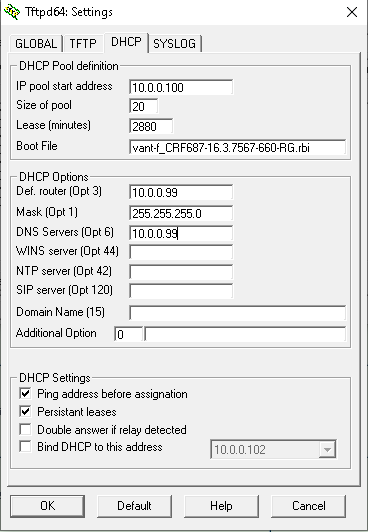 Tftpd64: Settings
GLOBAL TFTP DHCP SYSLOG
DHCP Pool definition
IP pool start address 10.0.0.100
Size of pool 20
Lease (minutes) 2880
Boot File vant-f_CRF687-16.3.7567-660-RG.rbi
DHCP Options
Def. router (Opt 3) 10.0.0.99
Mask (Opt 1) 255.255.255.0
DNS Servers (Opt 6) 10.0.0.99
WINS server (Opt 44)
NTP server (Opt 42)
SIP server (Opt 120)
Domain Name (15)
Additional Option 0
DHCP Settings
Ping address before assignation
Persistant leases
Double answer if relay detected
Bind DHCP to this address 10.0.0.102
OK Default Help Cancel